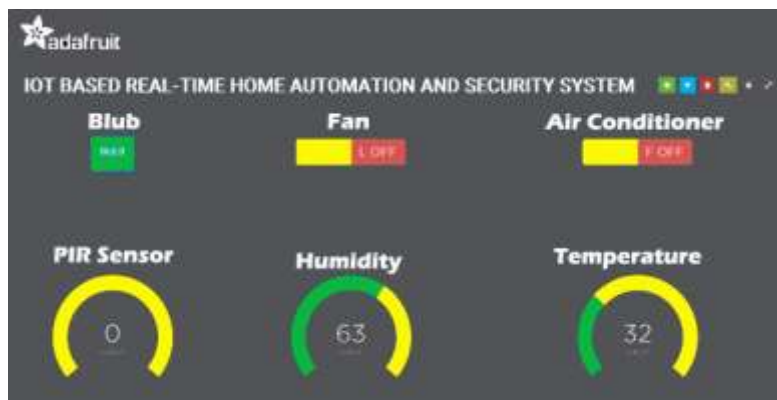 adafruit
IOT BASED REAL-TIME HOME AUTOMATION AND SECURITY SYSTEM
Blub Fan Air Conditioner
L OFF F OFF
PIR Sensor Humidity Temperature
0 63 32